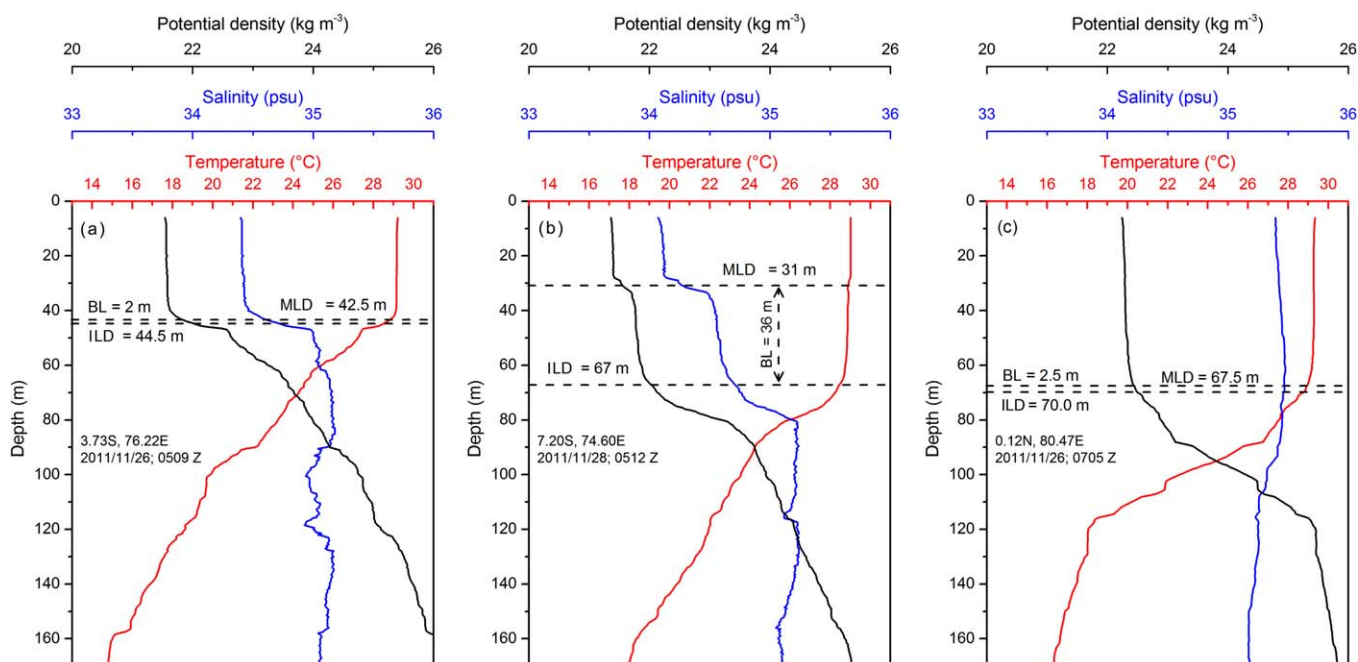 Potential density (kg m⁻³)
20 22 24 26
Salinity (psu)
33 34 35 36
Temperature (°C)
14 16 18 20 22 24 26 28 30
0
20
40
60
80
100
120
140
160
Depth (m)
(a)
BL = 2 m
MLD = 42.5 m
ILD = 44.5 m
3.73S, 76.22E
2011/11/26; 0509 Z
Potential density (kg m⁻³)
20 22 24 26
Salinity (psu)
33 34 35 36
Temperature (°C)
14 16 18 20 22 24 26 28 30
0
20
40
60
80
100
120
140
160
Depth (m)
(b)
MLD = 31 m
BL = 36 m
ILD = 67 m
7.20S, 74.60E
2011/11/28; 0512 Z
Potential density (kg m⁻³)
20 22 24 26
Salinity (psu)
33 34 35 36
Temperature (°C)
14 16 18 20 22 24 26 28 30
0
20
40
60
80
100
120
140
160
Depth (m)
(c)
BL = 2.5 m
MLD = 67.5 m
ILD = 70.0 m
0.12N, 80.47E
2011/11/26; 0705 Z